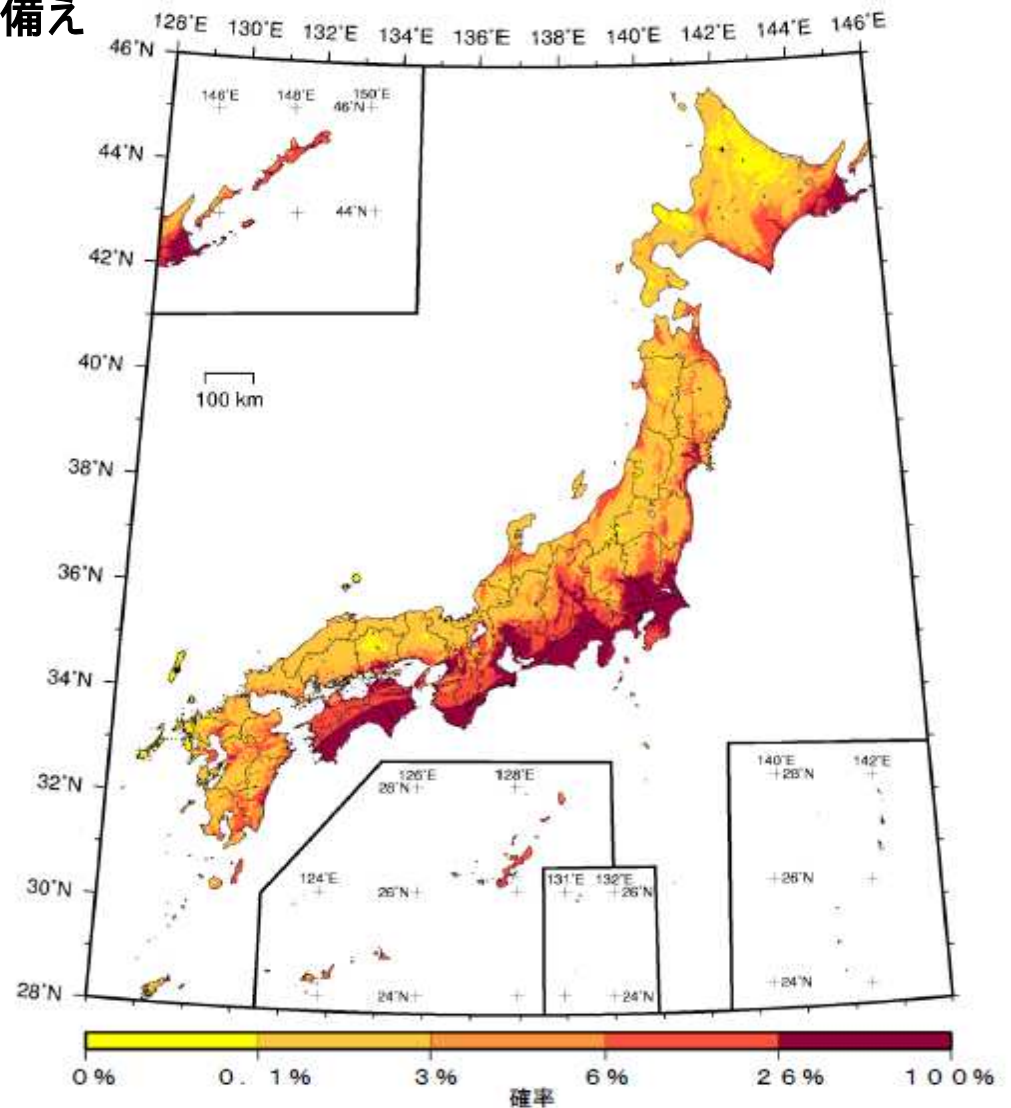 備え
128°E 130°E 132°E 134°E 136°E 138°E 140°E 142°E 144°E 146°E
46°N
146°E 148°E 150°E
46°N
44°N
44°N
42°N
40°N
100 km
38°N
36°N
34°N
32°N
126°E 128°E
28°N
140°E 142°E
28°N
30°N
124°E
26°N
131°E 132°E
26°N
26°N
28°N
24°N
24°N
24°N
0% 0.1% 3% 6% 26% 100%
確率